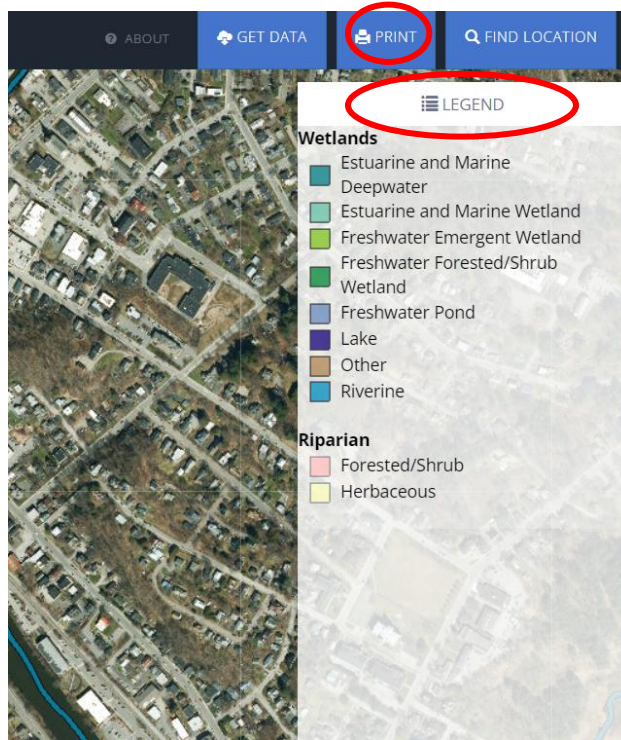 ABOUT
GET DATA
PRINT
FIND LOCATION
LEGEND
Wetlands
Estuarine and Marine
Deepwater
Estuarine and Marine Wetland
Freshwater Emergent Wetland
Freshwater Forested/Shrub
Wetland
Freshwater Pond
Lake
Other
Riverine
Riparian
Forested/Shrub
Herbaceous